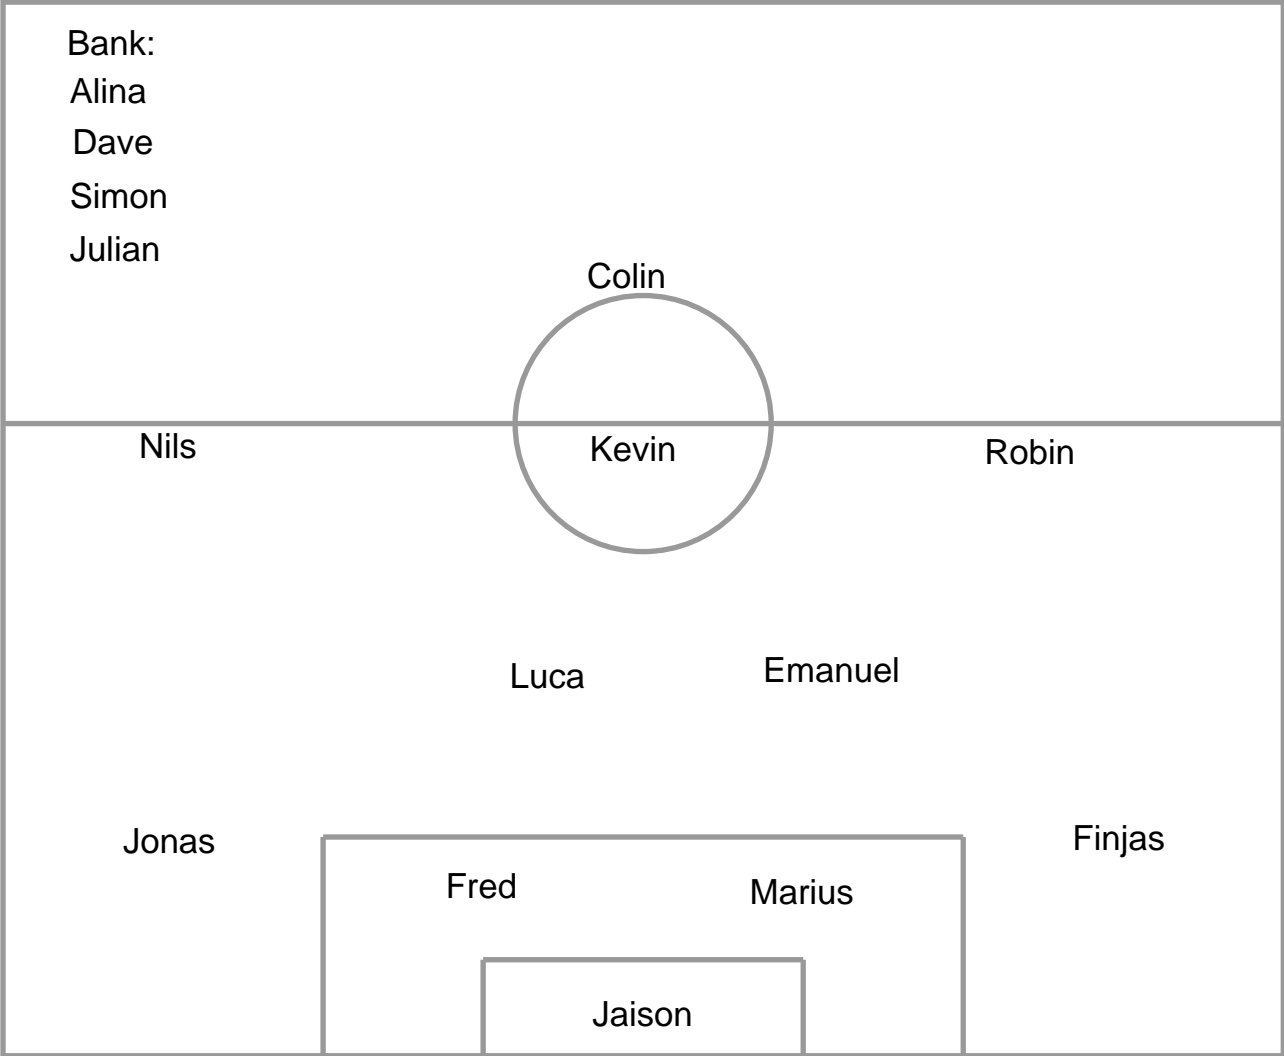 Bank:
Alina
Dave
Simon
Julian
Colin
Nils
Kevin
Robin
Luca
Emanuel
Jonas
Finjas
Fred
Marius
Jaison